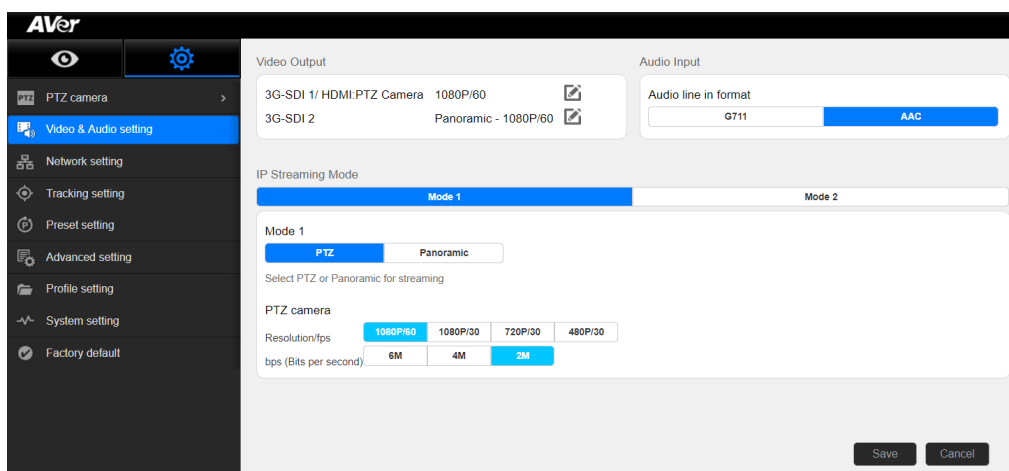 AVer
PTZ PTZ camera >
Video & Audio setting
Network setting
Tracking setting
P Preset setting
Advanced setting
Profile setting
System setting
Factory default
Video Output
3G-SDI 1/ HDMI:PTZ Camera 1080P/60
3G-SDI 2 Panoramic - 1080P/60
Audio Input
Audio line in format
G711 AAC
IP Streaming Mode
Mode 1 Mode 2
Mode 1
PTZ Panoramic
Select PTZ or Panoramic for streaming
PTZ camera
Resolution/fps 1080P/60 1080P/30 720P/30 480P/30
bps (Bits per second) 6M 4M 2M
Save Cancel